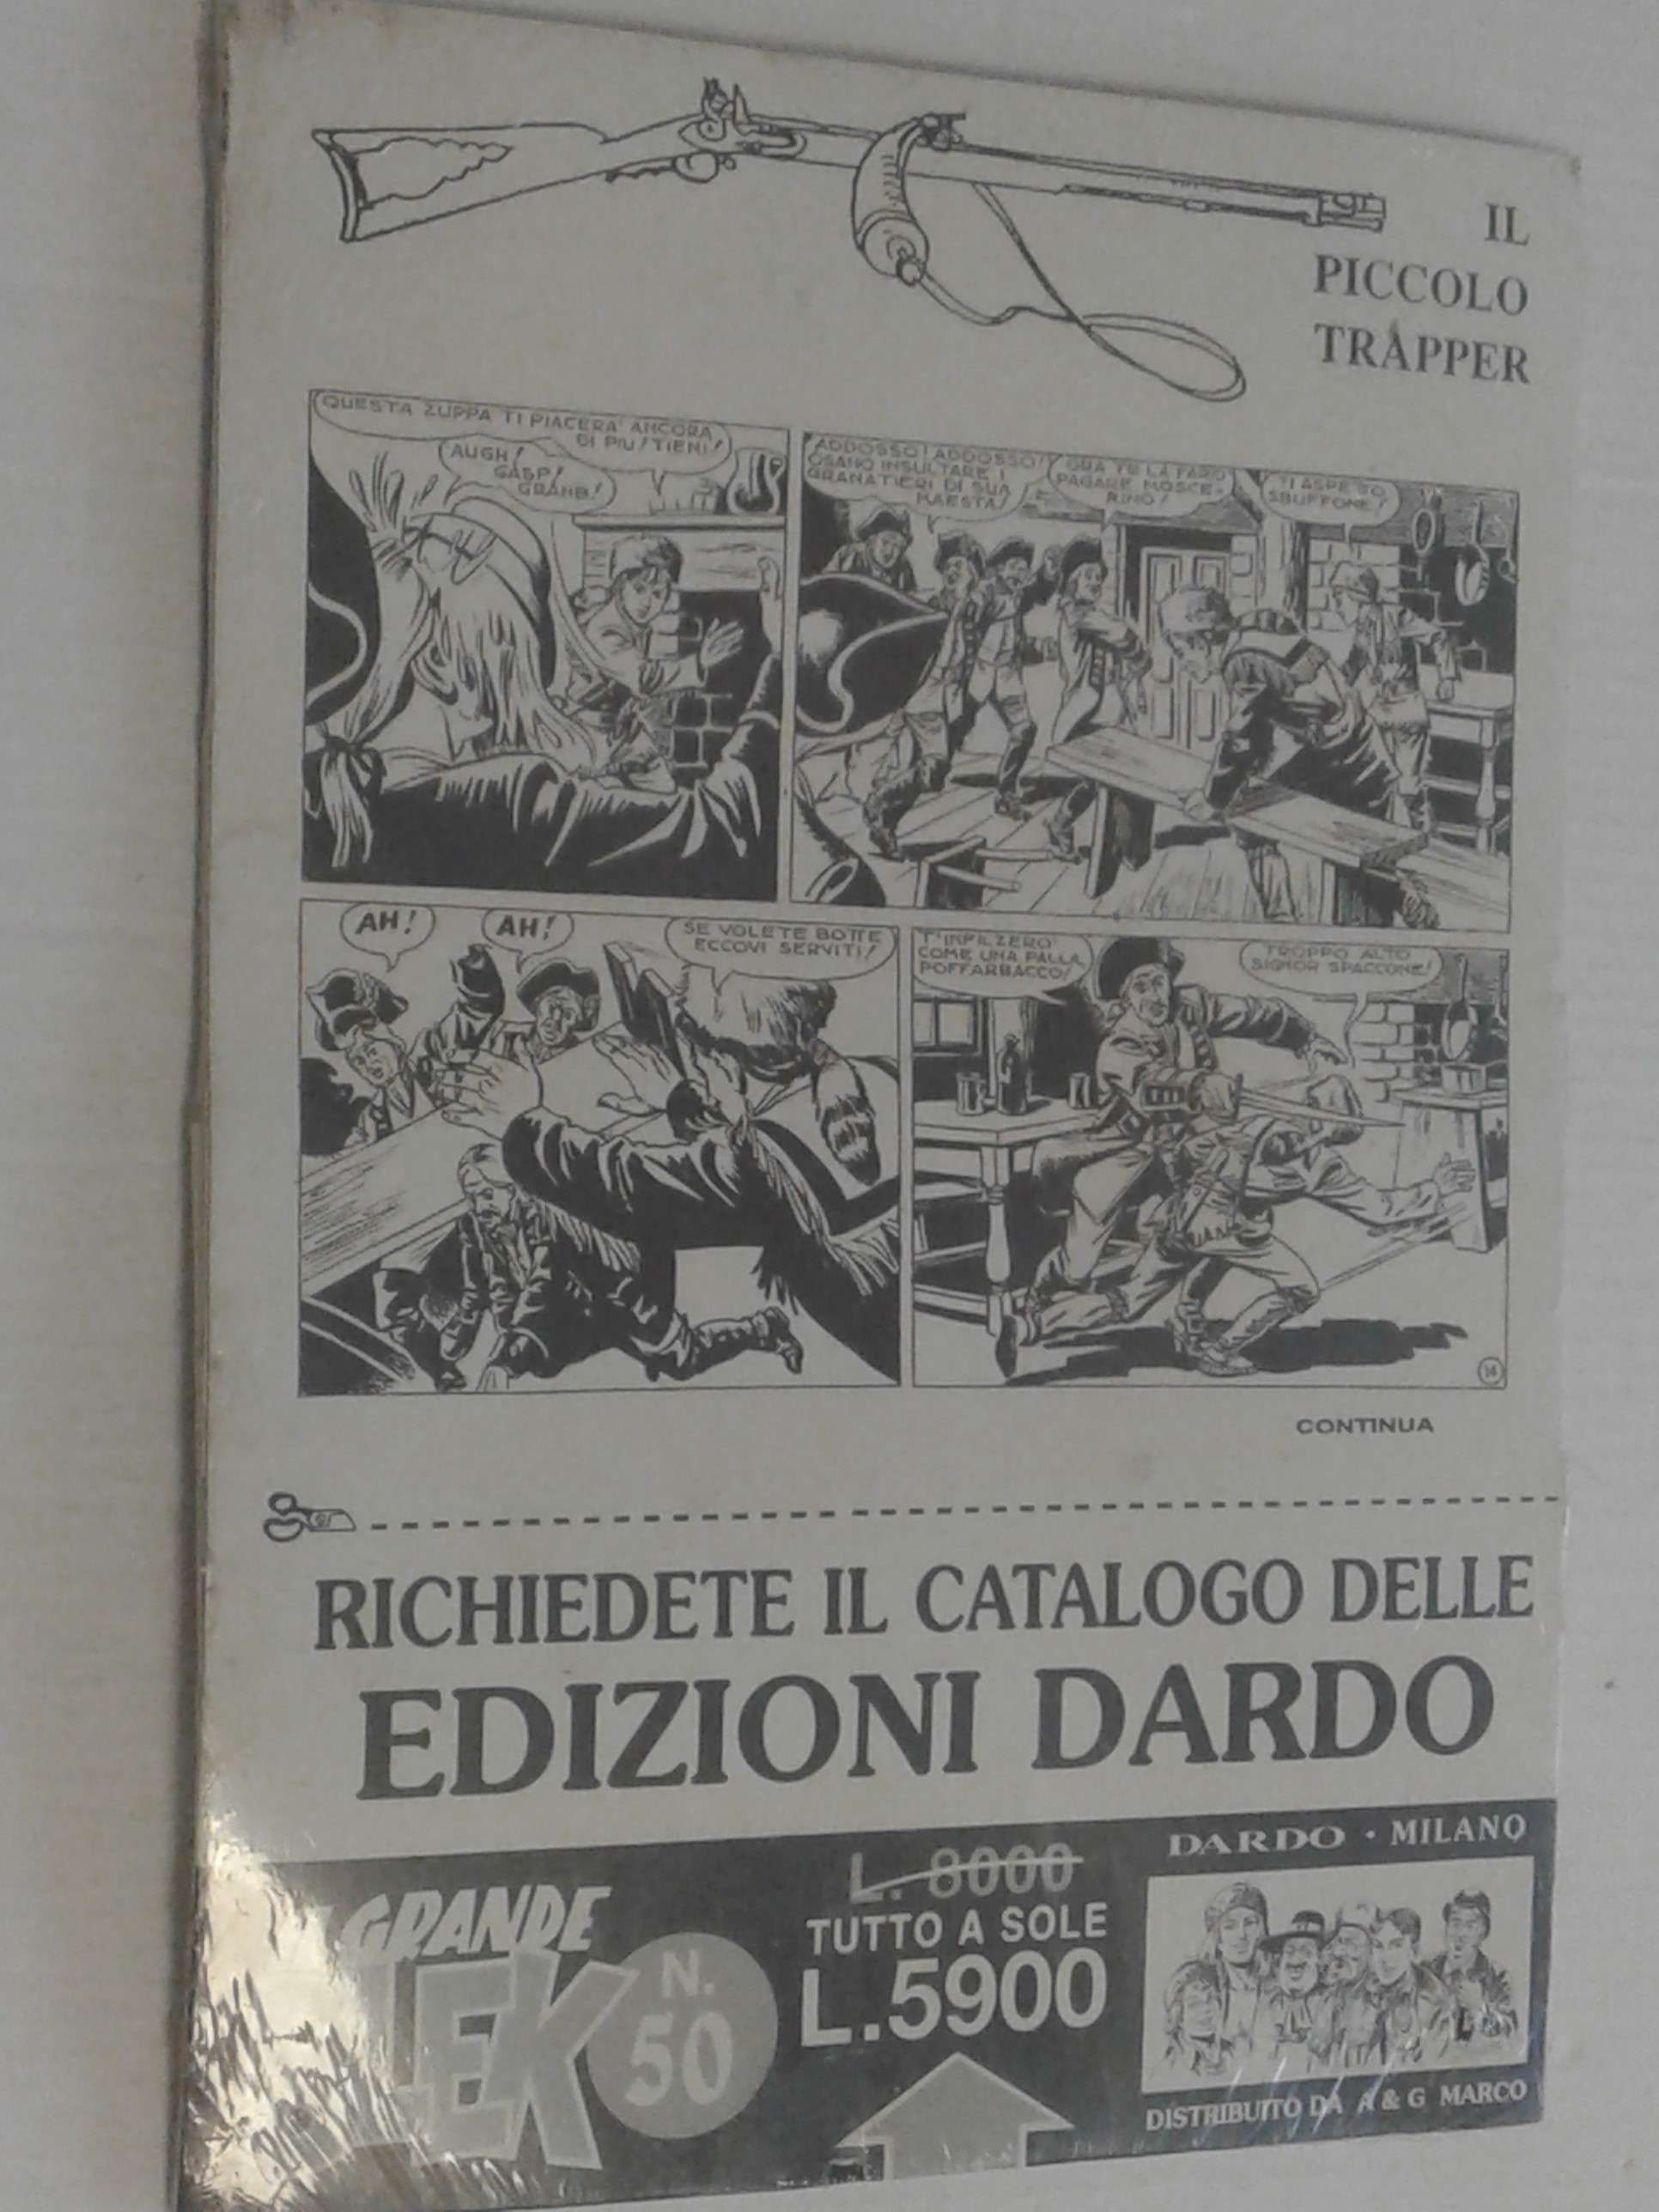 IL
PICCOLO
TRAPPER
QUESTA ZUPPA TI PIACERA' ANCORA
DI PIU'! TIENI!
AUGH!
GASP!
GRAHB!
ADDOSSO! ADDOSSO!
OSANO INSULTARE I
GRANATIERI DI SUA
MAESTA'!
ORA TE LA FARO'
PAGARE MOSCE-
RINO!
TI ASPETTO
SBUFFONE!
AH!
AH!
SE VOLETE BOTTE
ECCOVI SERVITI!
T'INFILZERO'
COME UNA PALLA
POFFARBACCO!
TROPPO ALTO
SIGNOR SPACCONE!
CONTINUA
RICHIEDETE IL CATALOGO DELLE
EDIZIONI DARDO
GRANDE
LEK
N.
50
L. 8000
TUTTO A SOLE
L.5900
DARDO · MILANO
DISTRIBUITO DA A & G MARCO